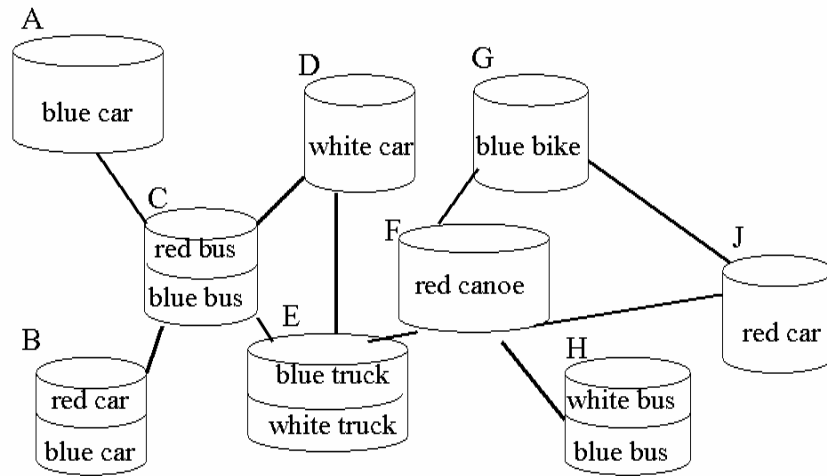 A
blue car
D
white car
G
blue bike
C
red bus
blue bus
F
red canoe
J
red car
B
red car
blue car
E
blue truck
white truck
H
white bus
blue bus